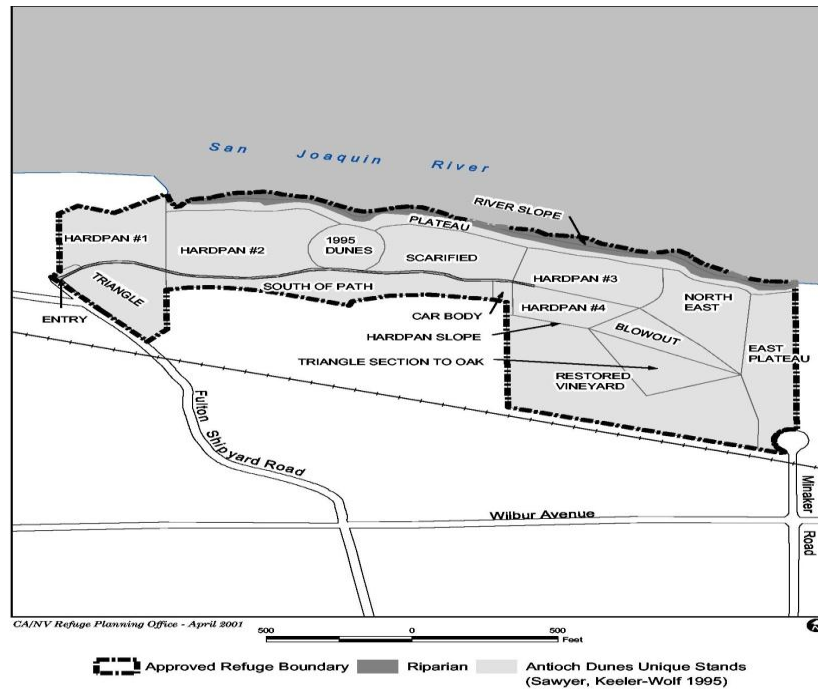 San Joaquin River
RIVER SLOPE
PLATEAU
HARDPAN #1
HARDPAN #2
1995
DUNES
SCARIFIED
HARDPAN #3
NORTH
EAST
TRIANGLE
SOUTH OF PATH
ENTRY
CAR BODY
HARDPAN #4
HARDPAN SLOPE
BLOWOUT
EAST
PLATEAU
TRIANGLE SECTION TO OAK
RESTORED
VINEYARD
Fulton Shipyard Road
Wilbur Avenue
Minaker
Road
CA/NV Refuge Planning Office - April 2001
500 0 500
Feet
Approved Refuge Boundary Riparian Antioch Dunes Unique Stands
(Sawyer, Keeler-Wolf 1995)